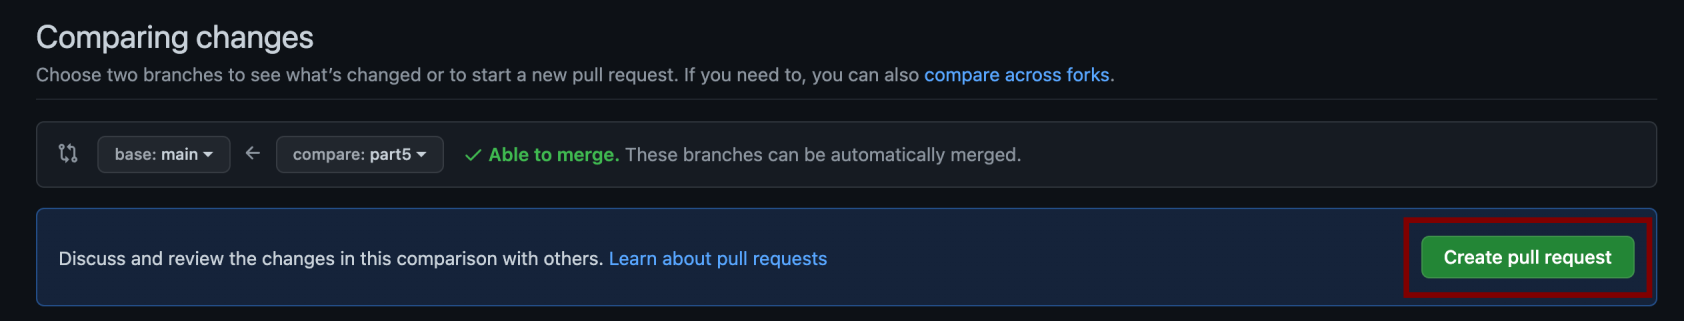 Comparing changes
Choose two branches to see what’s changed or to start a new pull request. If you need to, you can also compare across forks.
base: main compare: part5 Able to merge. These branches can be automatically merged.
Discuss and review the changes in this comparison with others. Learn about pull requests Create pull request